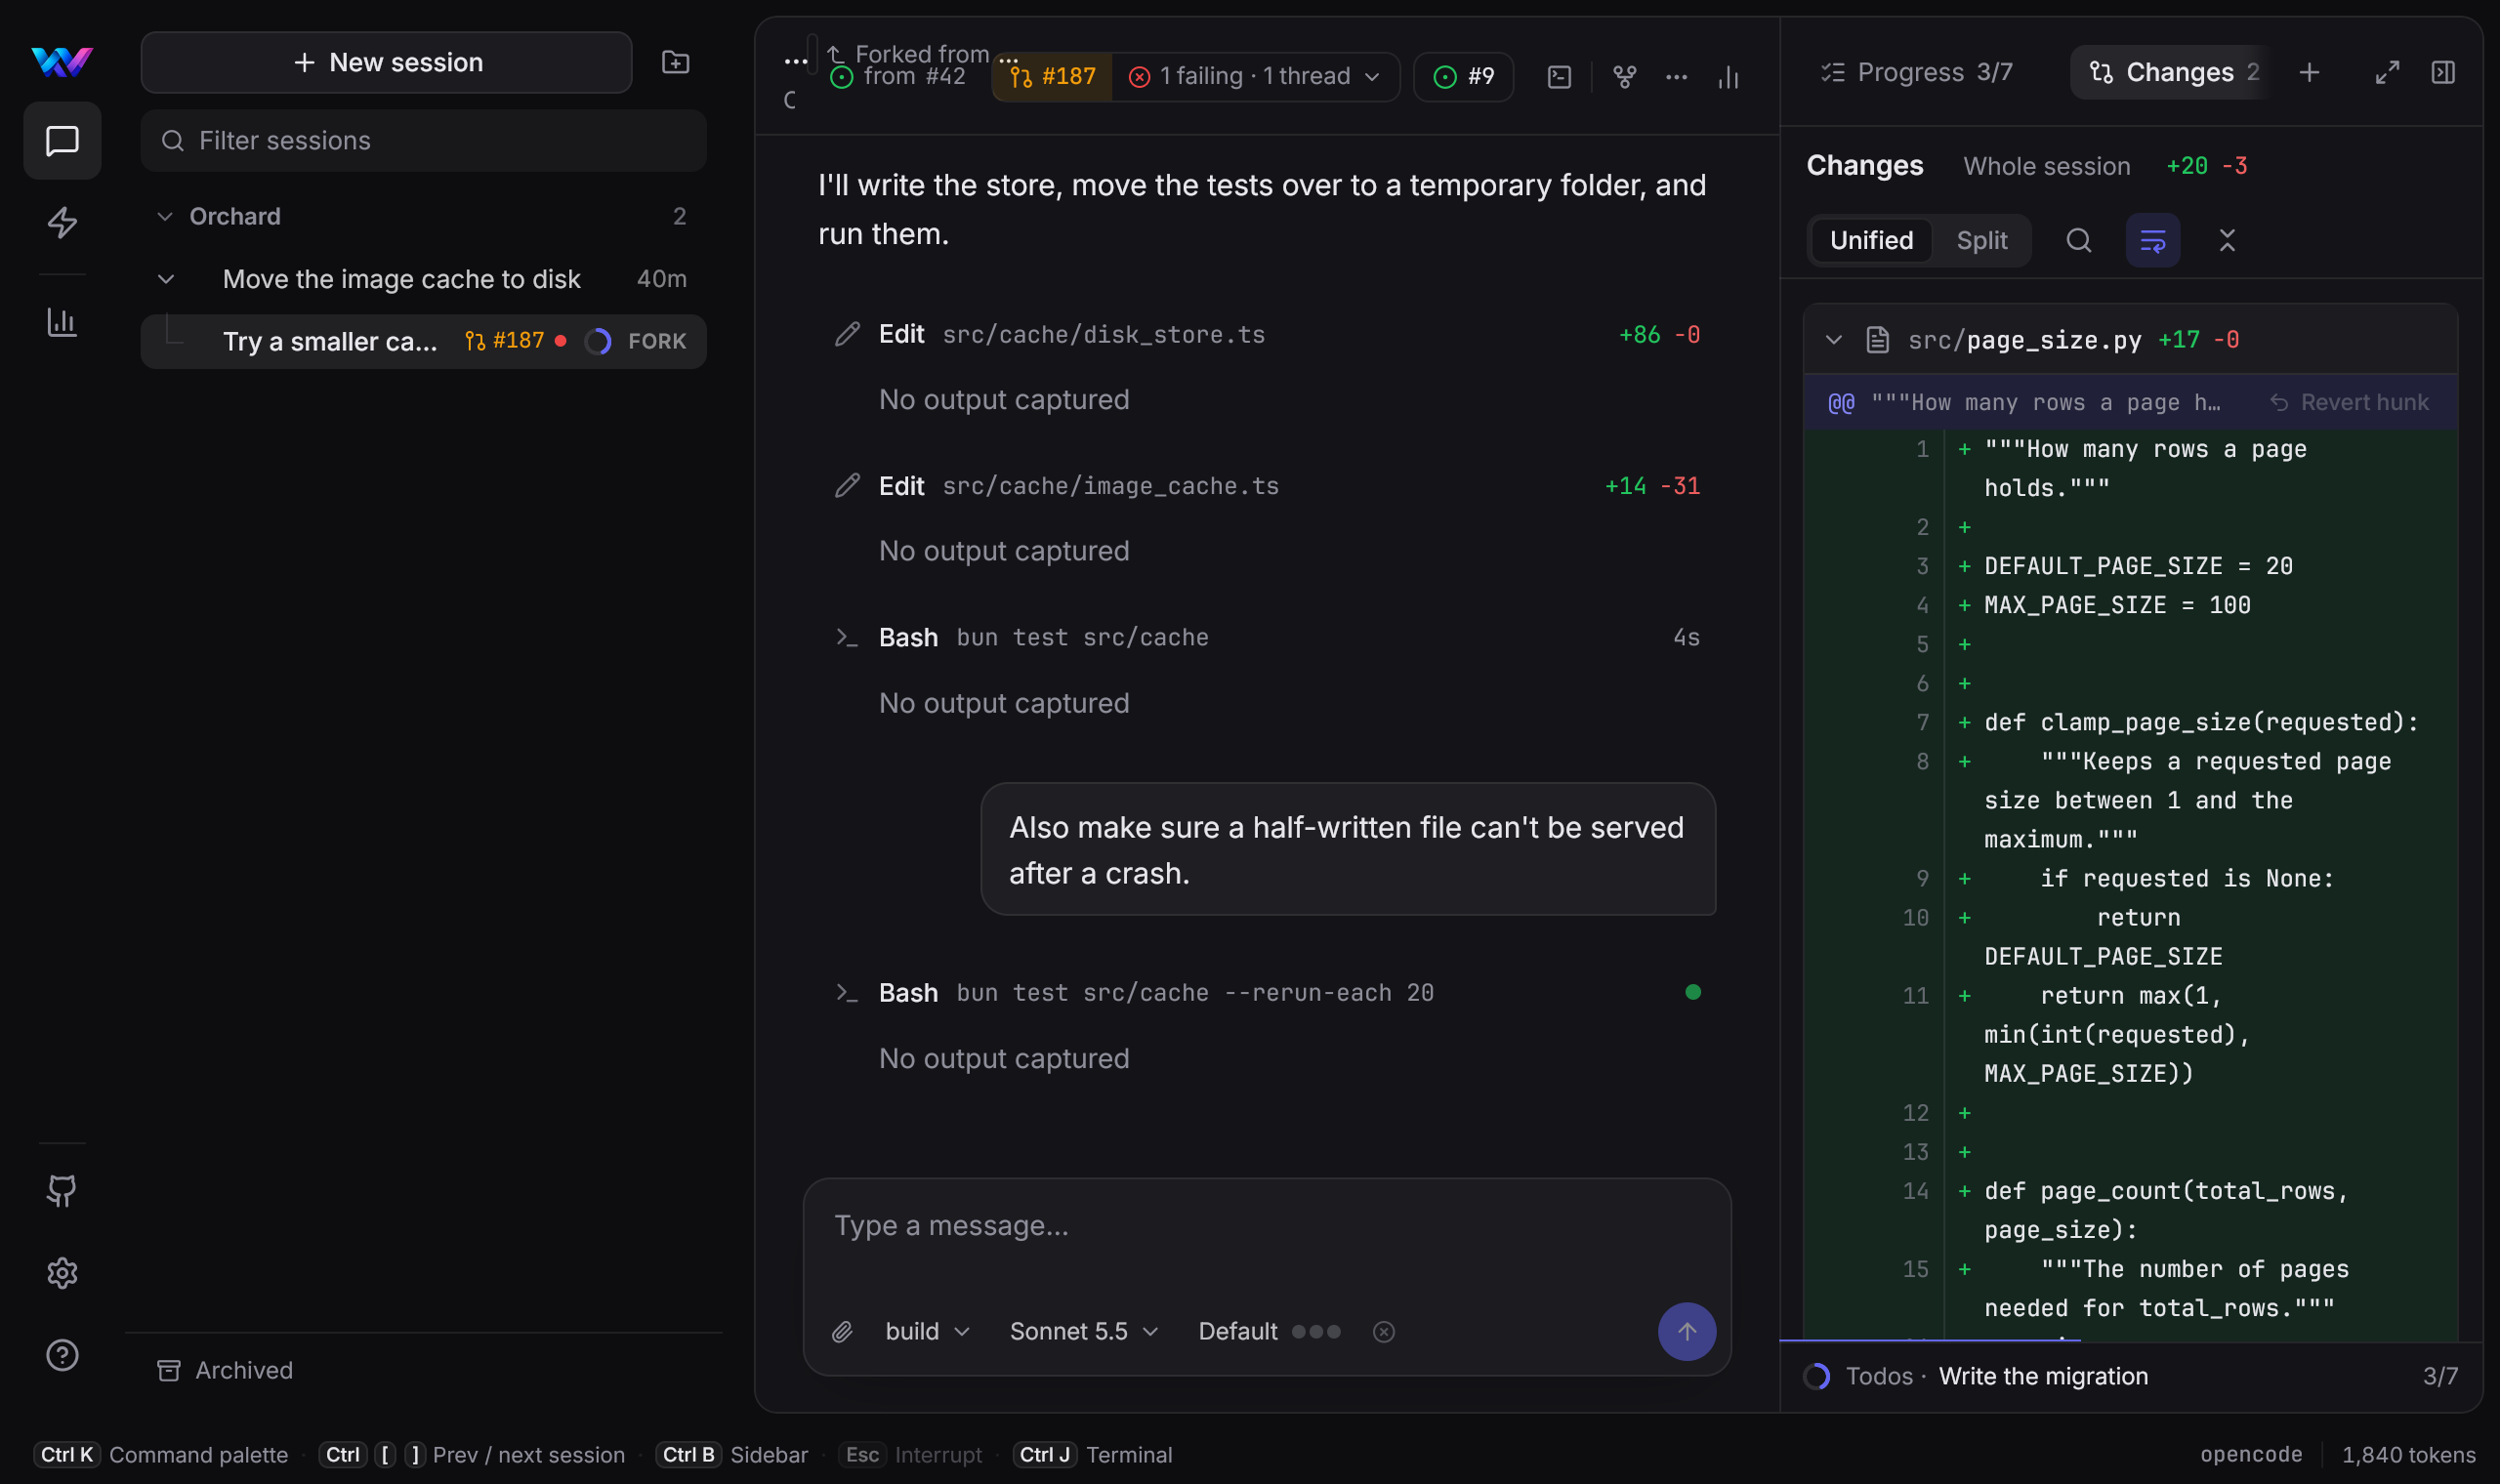 New session
Filter sessions
Orchard 2
Move the image cache to disk 40m
Try a smaller ca... #187 FORK
Archived
... Forked from ...
from #42 #187 1 failing · 1 thread #9
I'll write the store, move the tests over to a temporary folder, and
run them.
Edit src/cache/disk_store.ts +86 -0
No output captured
Edit src/cache/image_cache.ts +14 -31
No output captured
Bash bun test src/cache 4s
No output captured
Also make sure a half-written file can't be served
after a crash.
Bash bun test src/cache --rerun-each 20
No output captured
Type a message...
build Sonnet 5.5 Default
Progress 3/7 Changes 2
Changes Whole session +20 -3
Unified Split
src/page_size.py +17 -0
@@ """How many rows a page h… Revert hunk
1 + """How many rows a page
holds."""
2 +
3 + DEFAULT_PAGE_SIZE = 20
4 + MAX_PAGE_SIZE = 100
5 +
6 +
7 + def clamp_page_size(requested):
8 + """Keeps a requested page
size between 1 and the
maximum."""
9 + if requested is None:
10 + return
DEFAULT_PAGE_SIZE
11 + return max(1,
min(int(requested),
MAX_PAGE_SIZE))
12 +
13 +
14 + def page_count(total_rows,
page_size):
15 + """The number of pages
needed for total_rows."""
Todos · Write the migration 3/7
Ctrl K Command palette · Ctrl [ ] Prev / next session · Ctrl B Sidebar · Esc Interrupt · Ctrl J Terminal
opencode 1,840 tokens